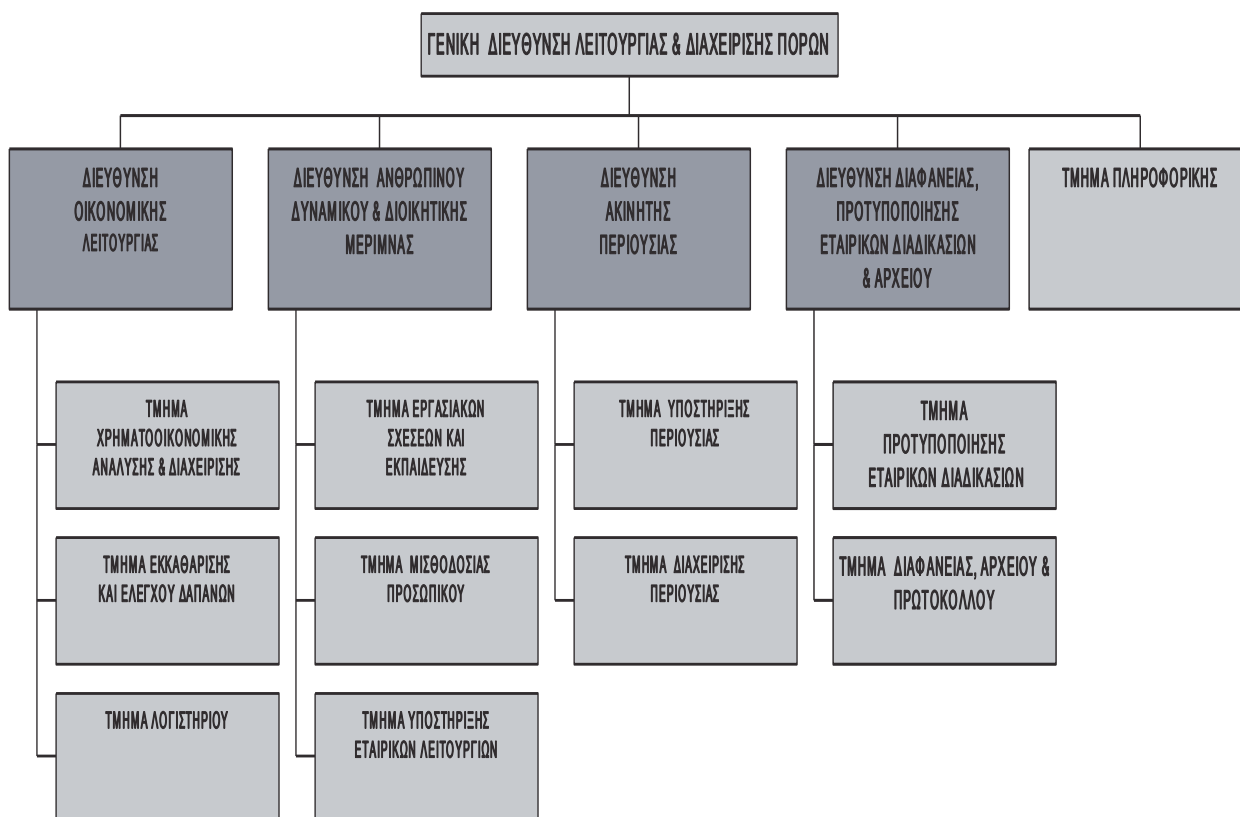 ΓΕΝΙΚΗ ΔΙΕΥΘΥΝΣΗ ΛΕΙΤΟΥΡΓΙΑΣ & ΔΙΑΧΕΙΡΙΣΗΣ ΠΟΡΩΝ
ΔΙΕΥΘΥΝΣΗ
ΟΙΚΟΝΟΜΙΚΗΣ
ΛΕΙΤΟΥΡΓΙΑΣ
ΔΙΕΥΘΥΝΣΗ ΑΝΘΡΩΠΙΝΟΥ
ΔΥΝΑΜΙΚΟΥ & ΔΙΟΙΚΗΤΙΚΗΣ
ΜΕΡΙΜΝΑΣ
ΔΙΕΥΘΥΝΣΗ
ΑΚΙΝΗΤΗΣ
ΠΕΡΙΟΥΣΙΑΣ
ΔΙΕΥΘΥΝΣΗ ΔΙΑΦΑΝΕΙΑΣ,
ΠΡΟΤΥΠΟΠΟΙΗΣΗΣ
ΕΤΑΙΡΙΚΩΝ ΔΙΑΔΙΚΑΣΙΩΝ
& ΑΡΧΕΙΟΥ
ΤΜΗΜΑ ΠΛΗΡΟΦΟΡΙΚΗΣ
ΤΜΗΜΑ
ΧΡΗΜΑΤΟΟΙΚΟΝΟΜΙΚΗΣ
ΑΝΑΛΥΣΗΣ & ΔΙΑΧΕΙΡΙΣΗΣ
ΤΜΗΜΑ ΕΡΓΑΣΙΑΚΩΝ
ΣΧΕΣΕΩΝ ΚΑΙ
ΕΚΠΑΙΔΕΥΣΗΣ
ΤΜΗΜΑ ΥΠΟΣΤΗΡΙΞΗΣ
ΠΕΡΙΟΥΣΙΑΣ
ΤΜΗΜΑ
ΠΡΟΤΥΠΟΠΟΙΗΣΗΣ
ΕΤΑΙΡΙΚΩΝ ΔΙΑΔΙΚΑΣΙΩΝ
ΤΜΗΜΑ ΕΚΚΑΘΑΡΙΣΗΣ
ΚΑΙ ΕΛΕΓΧΟΥ ΔΑΠΑΝΩΝ
ΤΜΗΜΑ ΜΙΣΘΟΔΟΣΙΑΣ
ΠΡΟΣΩΠΙΚΟΥ
ΤΜΗΜΑ ΔΙΑΧΕΙΡΙΣΗΣ
ΠΕΡΙΟΥΣΙΑΣ
ΤΜΗΜΑ ΔΙΑΦΑΝΕΙΑΣ, ΑΡΧΕΙΟΥ &
ΠΡΩΤΟΚΟΛΛΟΥ
ΤΜΗΜΑ ΛΟΓΙΣΤΗΡΙΟΥ
ΤΜΗΜΑ ΥΠΟΣΤΗΡΙΞΗΣ
ΕΤΑΙΡΙΚΩΝ ΛΕΙΤΟΥΡΓΙΩΝ